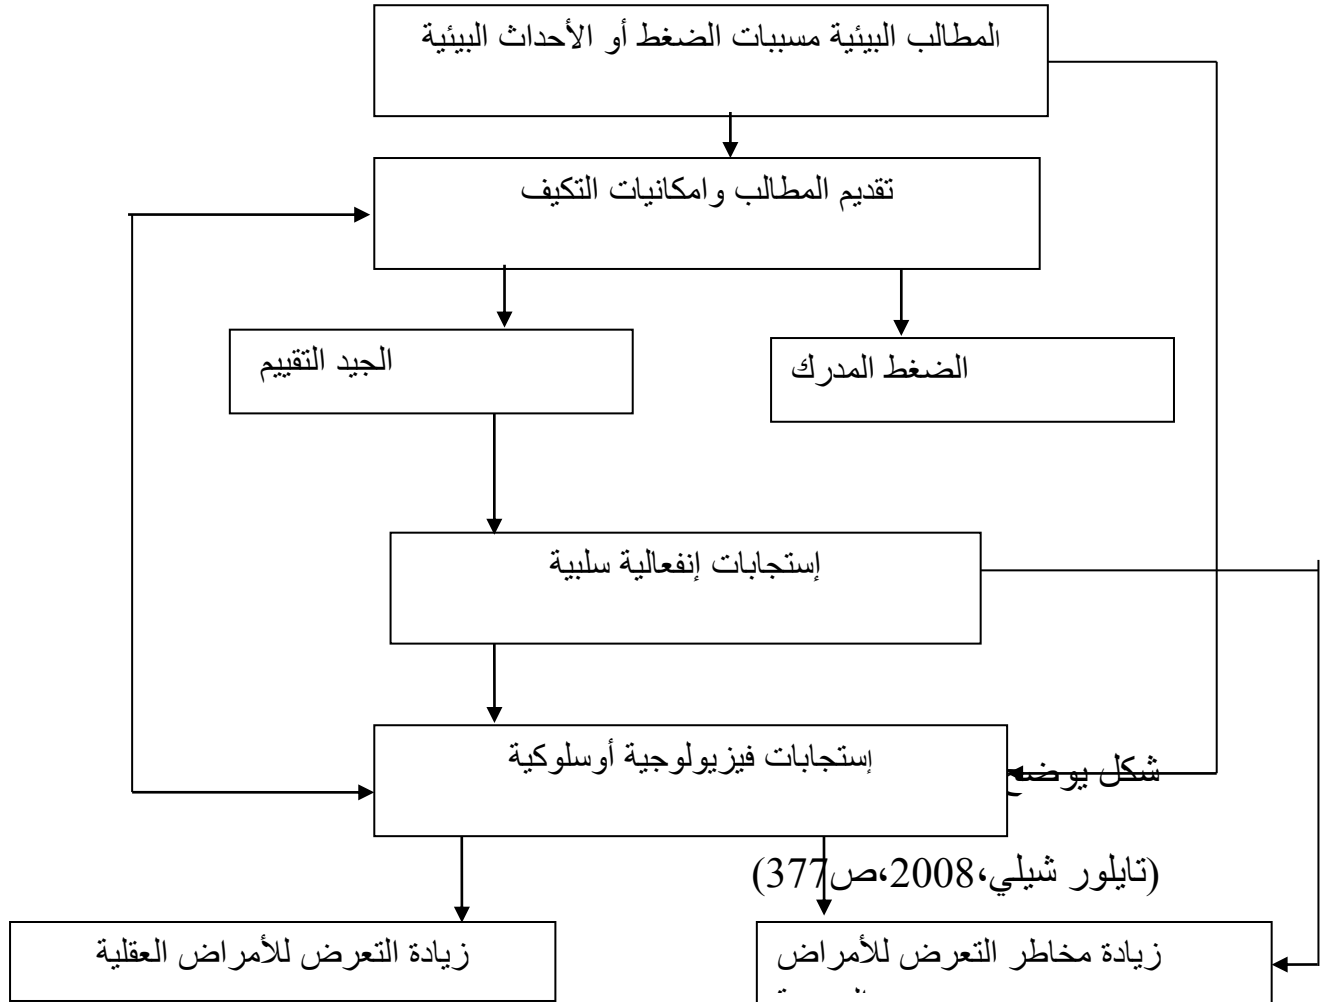 المطالب البيئية مسببات الضغط أو الأحداث البيئية
تقديم المطالب وامكانيات التكيف
الضغط المدرك
الجيد التقييم
إستجابات إنفعالية سلبية
إستجابات فيزيولوجية أوسلوكية
شكل يوضح
(تايلور شيلي،2008،ص377)
زيادة مخاطر التعرض للأمراض
زيادة التعرض للأمراض العقلية